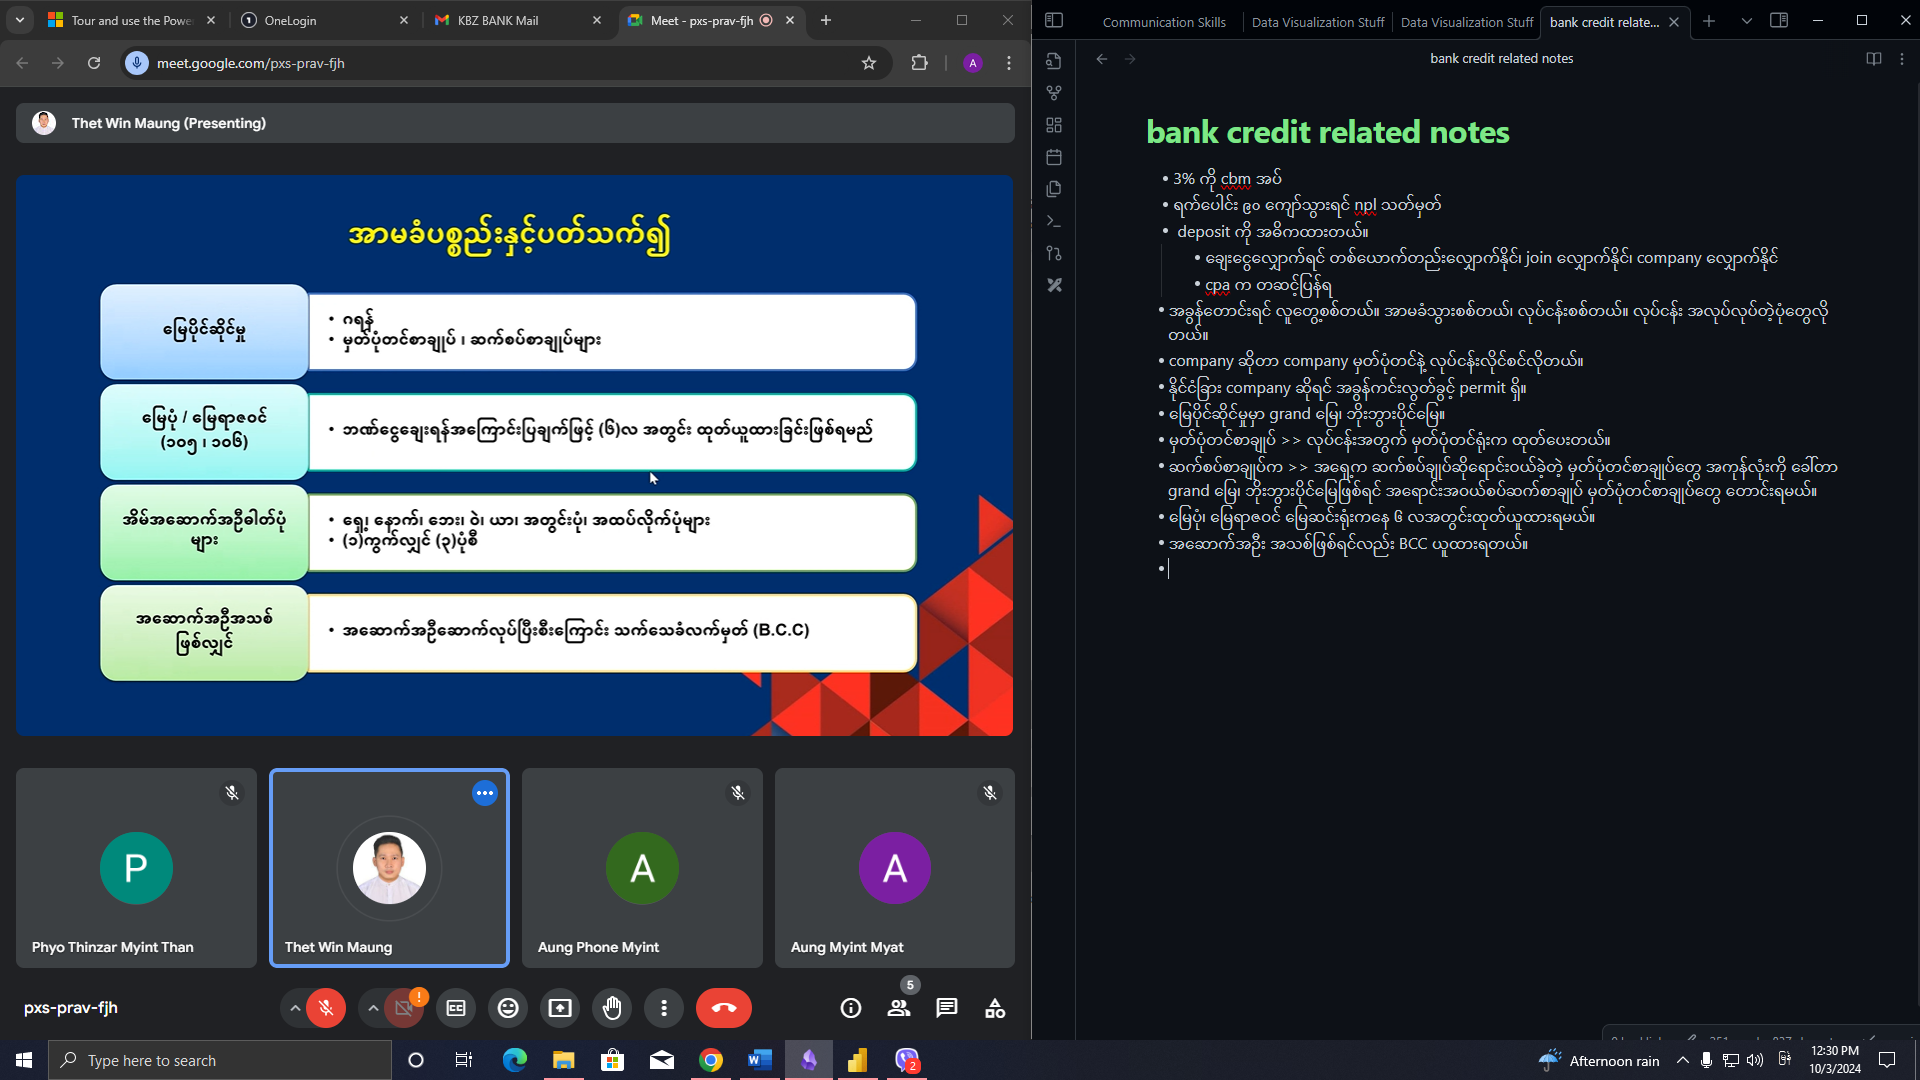 Tour and use the Powe
OneLogin
KBZ BANK Mail
Meet - pxs-prav-fjh
meet.google.com/pxs-prav-fjh
A
Thet Win Maung (Presenting)
အာမခံပစ္စည်းနှင့်ပတ်သက်၍
မြေပိုင်ဆိုင်မှု
• ဂရန်
• မှတ်ပုံတင်စာချုပ် ၊ ဆက်စပ်စာချုပ်များ
မြေပုံ / မြေရာဇဝင်
(၁၀၅ ၊ ၁၀၆)
• ဘဏ်ငွေချေးရန်အကြောင်းပြချက်ဖြင့် (၆)လ အတွင်း ထုတ်ယူထားခြင်းဖြစ်ရမည်
အိမ်အဆောက်အဦဓါတ်ပုံ
များ
• ရှေ့၊ နောက်၊ ဘေး၊ ဝဲ၊ ယာ၊ အတွင်းပုံ၊ အထပ်လိုက်ပုံများ
• (၁)ကွက်လျှင် (၃)ပုံစီ
အဆောက်အဦအသစ်
ဖြစ်လျှင်
• အဆောက်အဦဆောက်လုပ်ပြီးစီးကြောင်း သက်သေခံလက်မှတ် (B.C.C)
P
Phyo Thinzar Myint Than
Thet Win Maung
A
Aung Phone Myint
A
Aung Myint Myat
pxs-prav-fjh
5
Communication Skills
Data Visualization Stuff
Data Visualization Stuff
bank credit relate...
bank credit related notes
bank credit related notes
• 3% ကို cbm အပ်
• ရက်ပေါင်း ၉၀ ကျော်သွားရင် npl သတ်မှတ်
• deposit ကို အဓိကထားတယ်။
• ချေးငွေလျှောက်ရင် တစ်ယောက်တည်းလျှောက်နိုင်၊ join လျှောက်နိုင်၊ company လျှောက်နိုင်
• cpa က တဆင့်ပြန်ရ
• အခွန်တောင်းရင် လူတွေ့စစ်တယ်။ အာမခံသွားစစ်တယ်၊ လုပ်ငန်းစစ်တယ်။ လုပ်ငန်း အလုပ်လုပ်တဲ့ပုံတွေလို
တယ်။
• company ဆိုတာ company မှတ်ပုံတင်နဲ့ လုပ်ငန်းလိုင်စင်လိုတယ်။
• နိုင်ငံခြား company ဆိုရင် အခွန်ကင်းလွတ်ခွင့် permit ရှိ။
• မြေပိုင်ဆိုင်မှုမှာ grand မြေ၊ ဘိုးဘွားပိုင်မြေ။
• မှတ်ပုံတင်စာချုပ် >> လုပ်ငန်းအတွက် မှတ်ပုံတင်ရုံးက ထုတ်ပေးတယ်။
• ဆက်စပ်စာချုပ်က >> အရှေ့က ဆက်စပ်ချုပ်ဆိုရောင်းဝယ်ခဲ့တဲ့ မှတ်ပုံတင်စာချုပ်တွေ အကုန်လုံးကို ခေါ်တာ
grand မြေ၊ ဘိုးဘွားပိုင်မြေဖြစ်ရင် အရောင်းအဝယ်စပ်ဆက်စာချုပ် မှတ်ပုံတင်စာချုပ်တွေ တောင်းရမယ်။
• မြေပုံ၊ မြေရာဇဝင် မြေဆင်းရုံးကနေ ၆ လအတွင်းထုတ်ယူထားရမယ်။
• အဆောက်အဦး အသစ်ဖြစ်ရင်လည်း BCC ယူထားရတယ်။
Type here to search
2
Afternoon rain
12:30 PM
10/3/2024